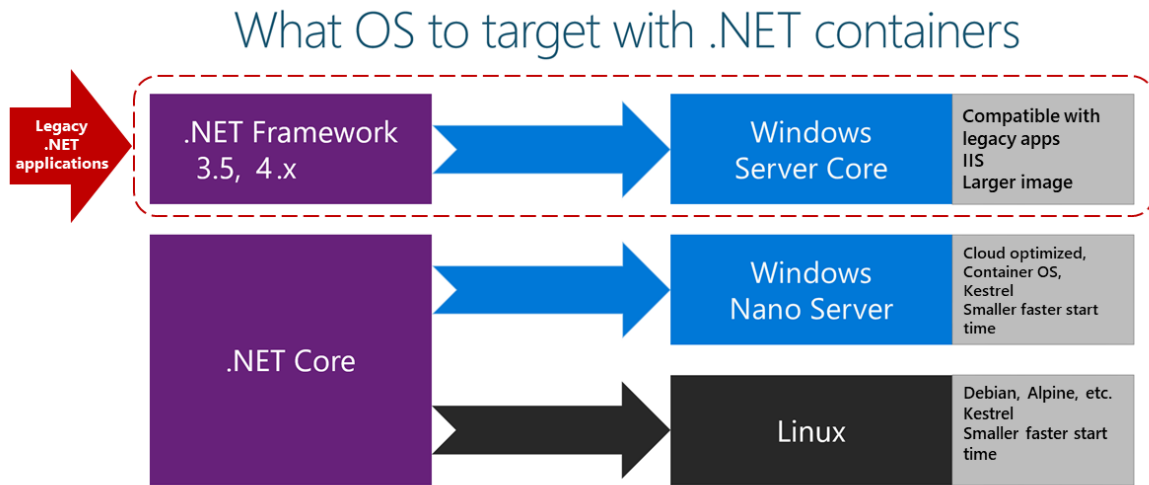 What OS to target with .NET containers
Legacy
.NET
applications
.NET Framework
3.5, 4.x
Windows
Server Core
Compatible with
legacy apps
IIS
Larger image
.NET Core
Windows
Nano Server
Cloud optimized,
Container OS,
Kestrel
Smaller faster start
time
Linux
Debian, Alpine, etc.
Kestrel
Smaller faster start
time